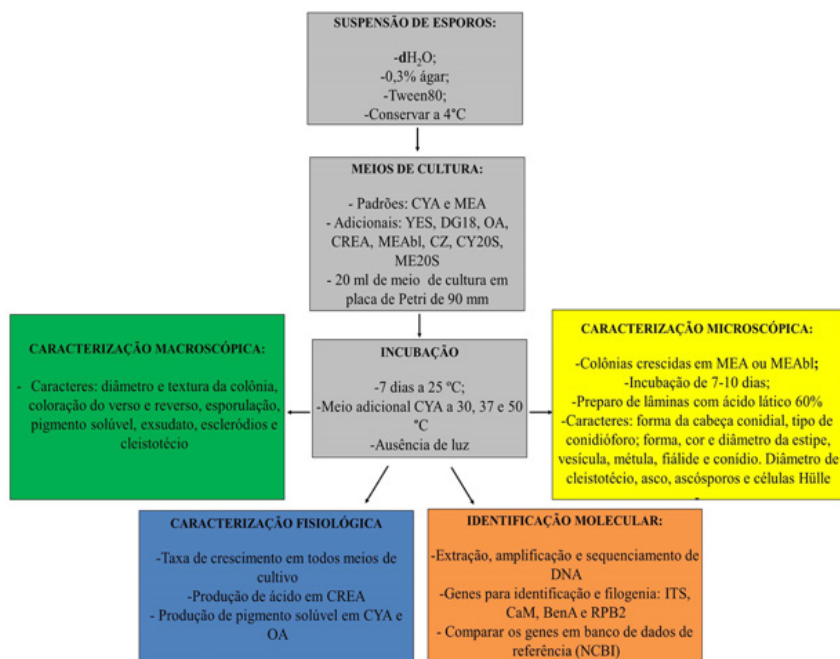 SUSPENSÃO DE ESPOROS:
-dH₂O;
-0,3% ágar;
-Tween80;
-Conservar a 4°C
MEIOS DE CULTURA:
- Padrões: CYA e MEA
- Adicionais: YES, DG18, OA,
CREA, MEAbl, CZ, CY20S,
ME20S
- 20 ml de meio de cultura em
placa de Petri de 90 mm
CARACTERIZAÇÃO MACROSCÓPICA:
- Caracteres: diâmetro e textura da colônia,
coloração do verso e reverso, esporulação,
pigmento solúvel, exsudato, escleródios e
cleistotécio
INCUBAÇÃO
-7 dias a 25 ºC;
-Meio adicional CYA a 30, 37 e 50
°C
-Ausência de luz
CARACTERIZAÇÃO MICROSCÓPICA:
-Colônias crescidas em MEA ou MEAbl;
-Incubação de 7-10 dias;
-Preparo de lâminas com ácido lático 60%
-Caracteres: forma da cabeça conidial, tipo de
conidióforo; forma, cor e diâmetro da estipe,
vesícula, métula, fiálide e conídio. Diâmetro de
cleistotécio, asco, ascósporos e células Hülle
CARACTERIZAÇÃO FISIOLÓGICA
-Taxa de crescimento em todos meios de
cultivo
-Produção de ácido em CREA
- Produção de pigmento solúvel em CYA e
OA
IDENTIFICAÇÃO MOLECULAR:
-Extração, amplificação e sequenciamento de
DNA
-Genes para identificação e filogenia: ITS,
CaM, BenA e RPB2
- Comparar os genes em banco de dados de
referência (NCBI)